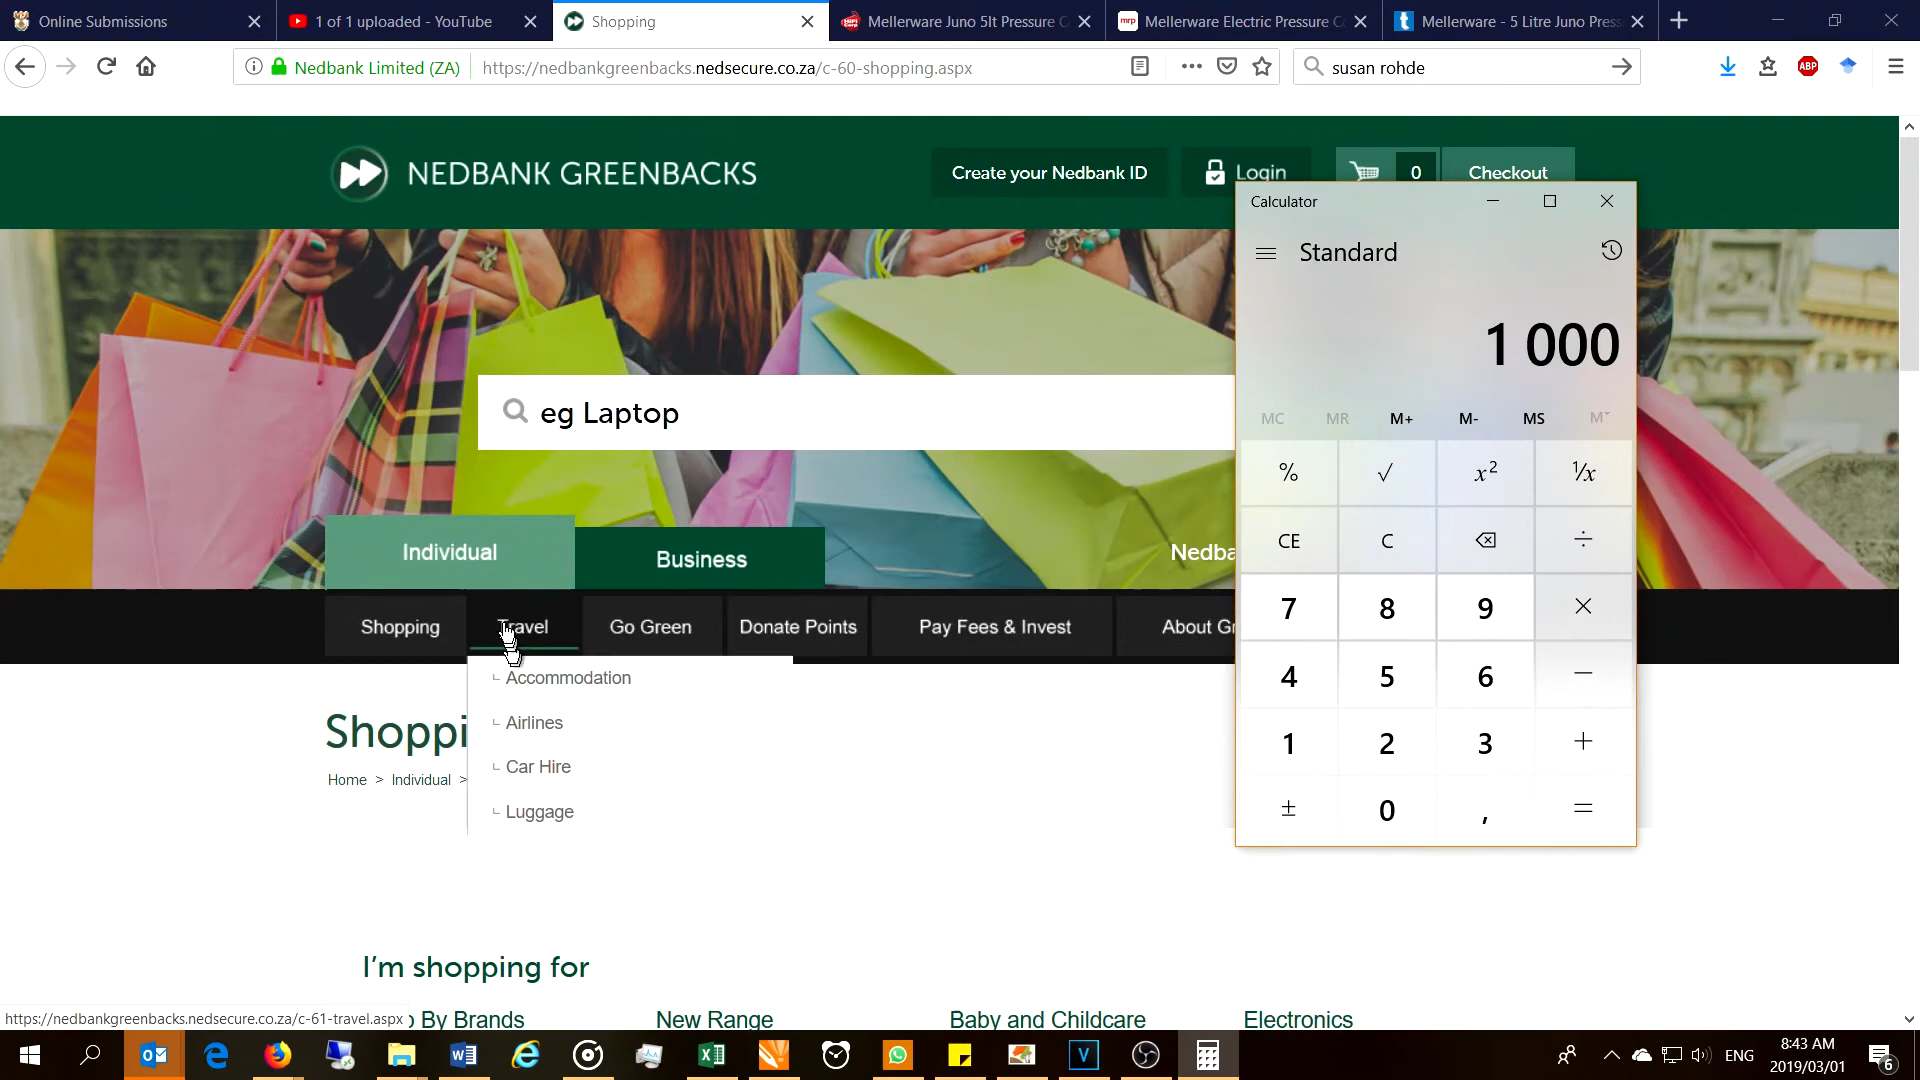 Online Submissions
1 of 1 uploaded - YouTube
Shopping
Mellerware Juno 5lt Pressure C
Mellerware Electric Pressure C
Mellerware - 5 Litre Juno Press
Nedbank Limited (ZA)
https://nedbankgreenbacks.nedsecure.co.za/c-60-shopping.aspx
susan rohde
ABP
NEDBANK GREENBACKS
Create your Nedbank ID
Login
0
Checkout
Calculator
Standard
1 000
MC MR M+ M- MS M˅
% √ x² ¹/x
CE C ÷
7 8 9 ×
4 5 6 −
1 2 3 +
± 0 , =
eg Laptop
Individual
Business
Nedba
Shopping
Travel
Go Green
Donate Points
Pay Fees & Invest
About Gr
Accommodation
Airlines
Car Hire
Luggage
Shoppi
Home > Individual >
I'm shopping for
By Brands
New Range
Baby and Childcare
Electronics
https://nedbankgreenbacks.nedsecure.co.za/c-61-travel.aspx
ENG
8:43 AM
2019/03/01
6